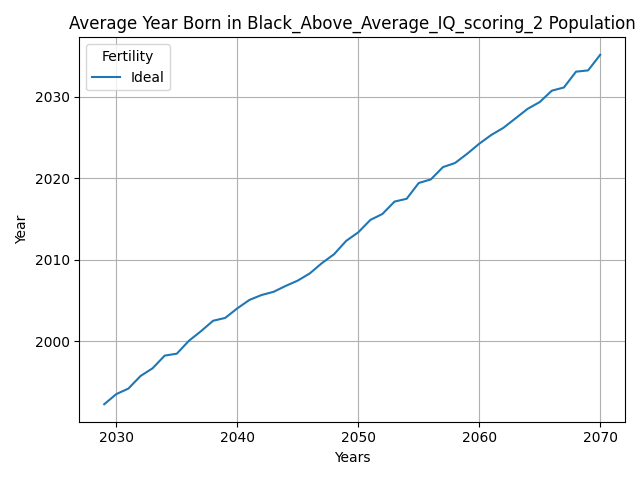 Average Year Born in Black_Above_Average_IQ_scoring_2 Population
Fertility
Ideal
Year
2030
2020
2010
2000
2030 2040 2050 2060 2070
Years